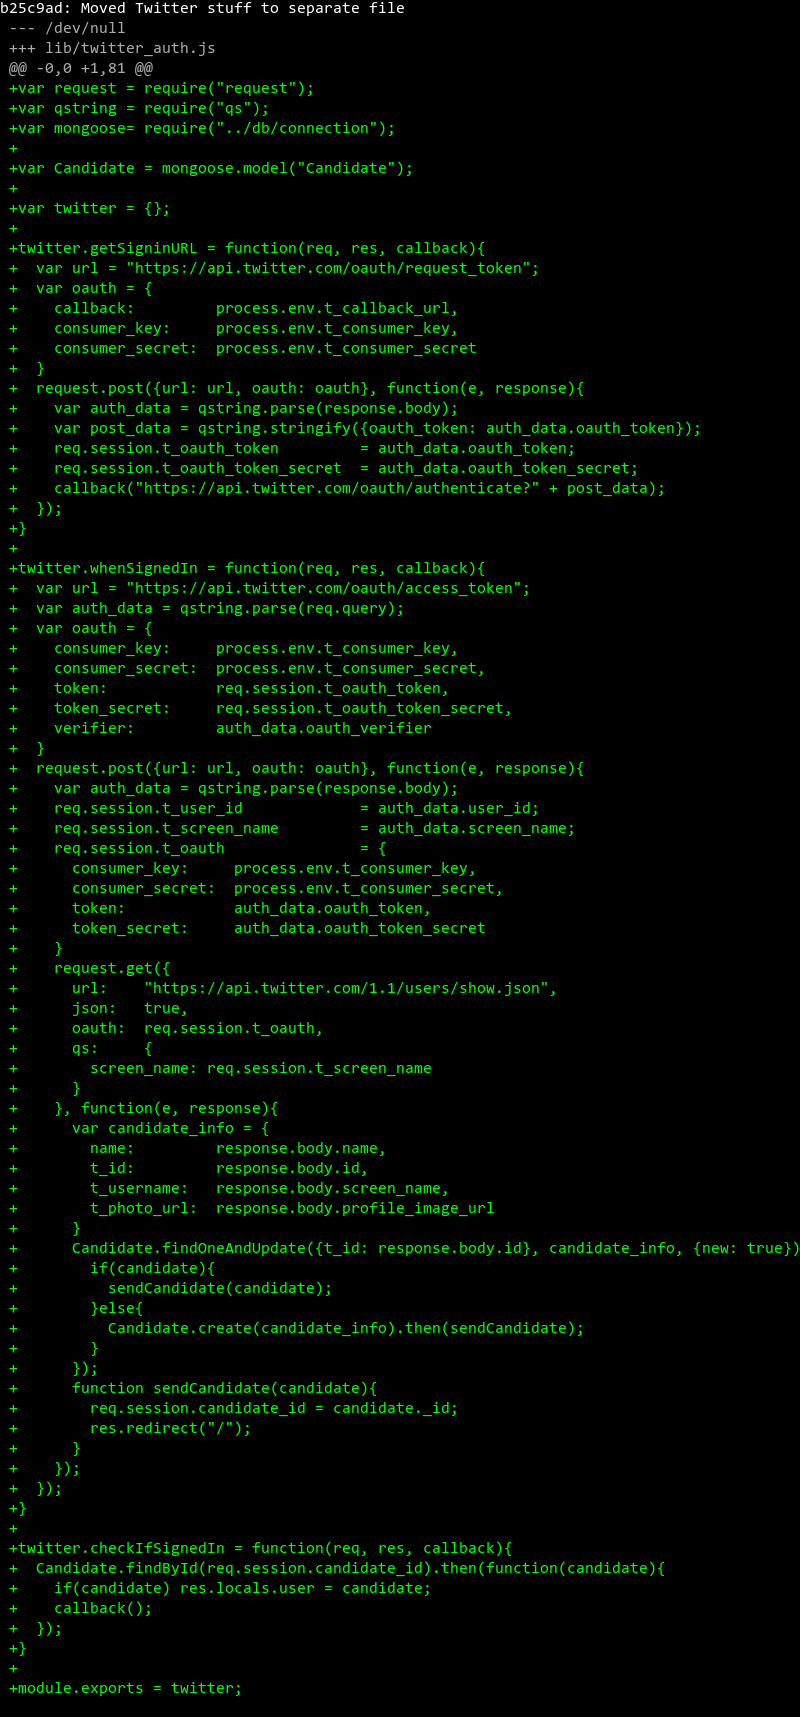 b25c9ad: Moved Twitter stuff to separate file
 --- /dev/null
 +++ lib/twitter_auth.js
 @@ -0,0 +1,81 @@
 +var request = require("request");
 +var qstring = require("qs");
 +var mongoose= require("../db/connection");
 +
 +var Candidate = mongoose.model("Candidate");
 +
 +var twitter = {};
 +
 +twitter.getSigninURL = function(req, res, callback){
 +  var url = "https://api.twitter.com/oauth/request_token";
 +  var oauth = {
 +    callback:         process.env.t_callback_url,
 +    consumer_key:     process.env.t_consumer_key,
 +    consumer_secret:  process.env.t_consumer_secret
 +  }
 +  request.post({url: url, oauth: oauth}, function(e, response){
 +    var auth_data = qstring.parse(response.body);
 +    var post_data = qstring.stringify({oauth_token: auth_data.oauth_token});
 +    req.session.t_oauth_token         = auth_data.oauth_token;
 +    req.session.t_oauth_token_secret  = auth_data.oauth_token_secret;
 +    callback("https://api.twitter.com/oauth/authenticate?" + post_data);
 +  });
 +}
 +
 +twitter.whenSignedIn = function(req, res, callback){
 +  var url = "https://api.twitter.com/oauth/access_token";
 +  var auth_data = qstring.parse(req.query);
 +  var oauth = {
 +    consumer_key:     process.env.t_consumer_key,
 +    consumer_secret:  process.env.t_consumer_secret,
 +    token:            req.session.t_oauth_token,
 +    token_secret:     req.session.t_oauth_token_secret,
 +    verifier:         auth_data.oauth_verifier
 +  }
 +  request.post({url: url, oauth: oauth}, function(e, response){
 +    var auth_data = qstring.parse(response.body);
 +    req.session.t_user_id             = auth_data.user_id;
 +    req.session.t_screen_name         = auth_data.screen_name;
 +    req.session.t_oauth               = {
 +      consumer_key:     process.env.t_consumer_key,
 +      consumer_secret:  process.env.t_consumer_secret,
 +      token:            auth_data.oauth_token,
 +      token_secret:     auth_data.oauth_token_secret
 +    }
 +    request.get({
 +      url:    "https://api.twitter.com/1.1/users/show.json",
 +      json:   true,
 +      oauth:  req.session.t_oauth,
 +      qs:     {
 +        screen_name: req.session.t_screen_name
 +      }
 +    }, function(e, response){
 +      var candidate_info = {
 +        name:         response.body.name,
 +        t_id:         response.body.id,
 +        t_username:   response.body.screen_name,
 +        t_photo_url:  response.body.profile_image_url
 +      }
 +      Candidate.findOneAndUpdate({t_id: response.body.id}, candidate_info, {new: true})
 +        if(candidate){
 +          sendCandidate(candidate);
 +        }else{
 +          Candidate.create(candidate_info).then(sendCandidate);
 +        }
 +      });
 +      function sendCandidate(candidate){
 +        req.session.candidate_id = candidate._id;
 +        res.redirect("/");
 +      }
 +    });
 +  });
 +}
 +
 +twitter.checkIfSignedIn = function(req, res, callback){
 +  Candidate.findById(req.session.candidate_id).then(function(candidate){
 +    if(candidate) res.locals.user = candidate;
 +    callback();
 +  });
 +}
 +
 +module.exports = twitter;